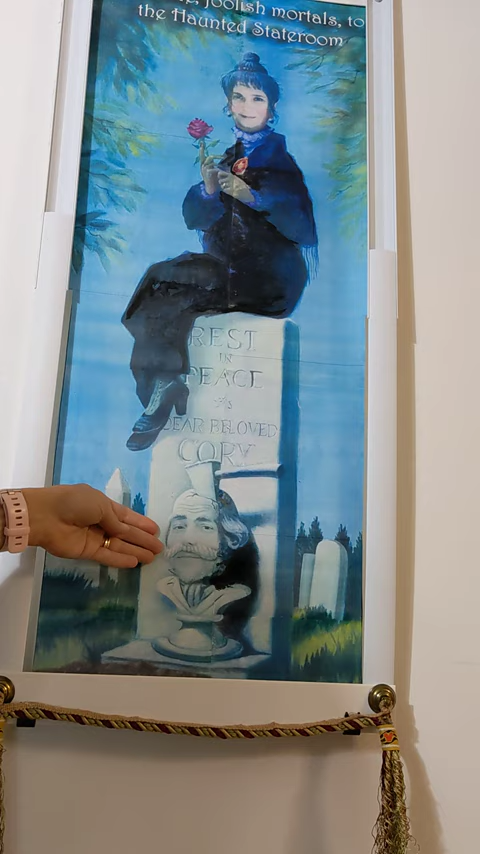 foolish mortals, to
the Haunted Stateroom
REST
IN
PEACE
DEAR BELOVED
CORY